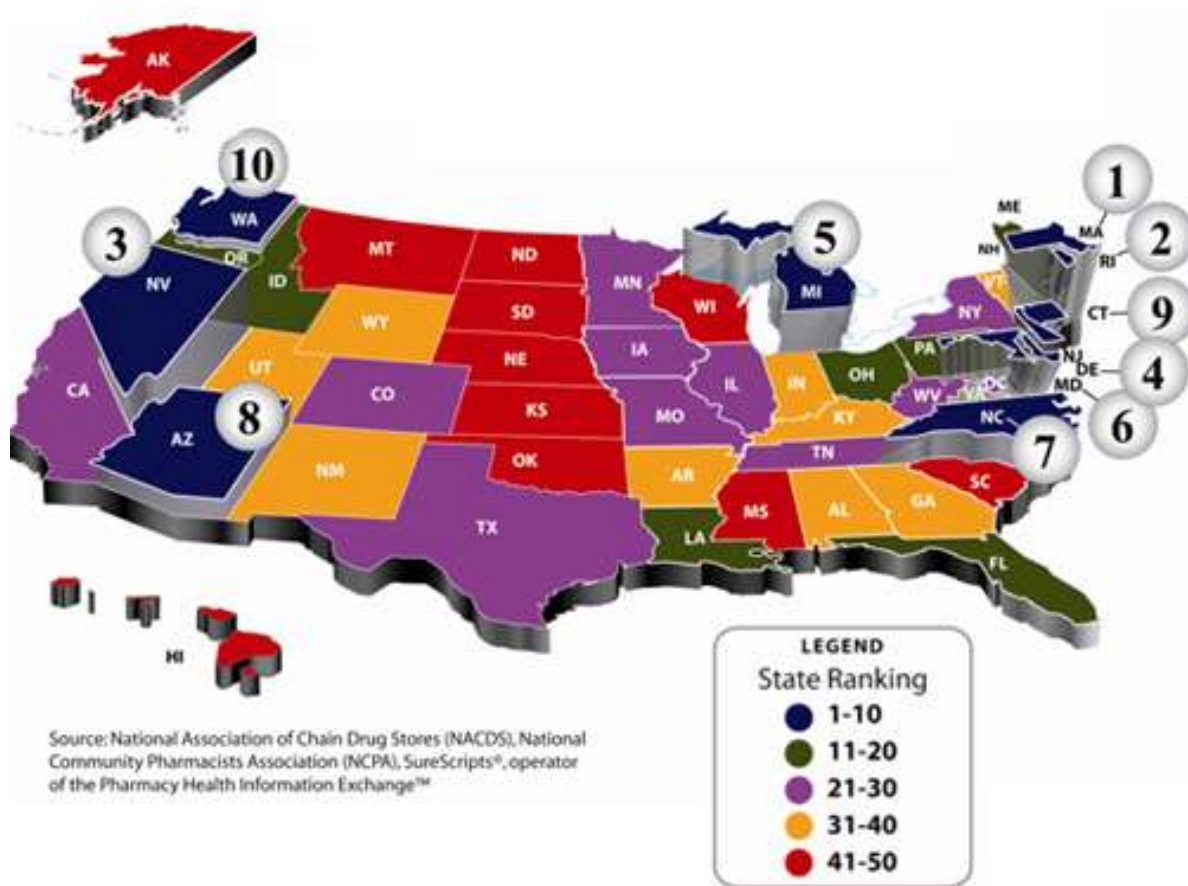 AK
10
1
ME
WA
MA
3
5
2
MT
ND
OR
NH
RI
NV
ID
MN
VT
SD
WI
MI
NY
CT
9
WY
IA
PA
NJ
NE
DE
4
UT
OH
CA
CO
IL
IN
MD
WV
VA
DC
8
KS
MO
KY
6
AZ
NC
7
TN
OK
NM
AR
SC
MS
AL
GA
TX
LA
FL
HI
LEGEND
State Ranking
1-10
11-20
21-30
31-40
41-50
Source: National Association of Chain Drug Stores (NACDS), National
Community Pharmacists Association (NCPA), SureScripts®, operator
of the Pharmacy Health Information Exchange™